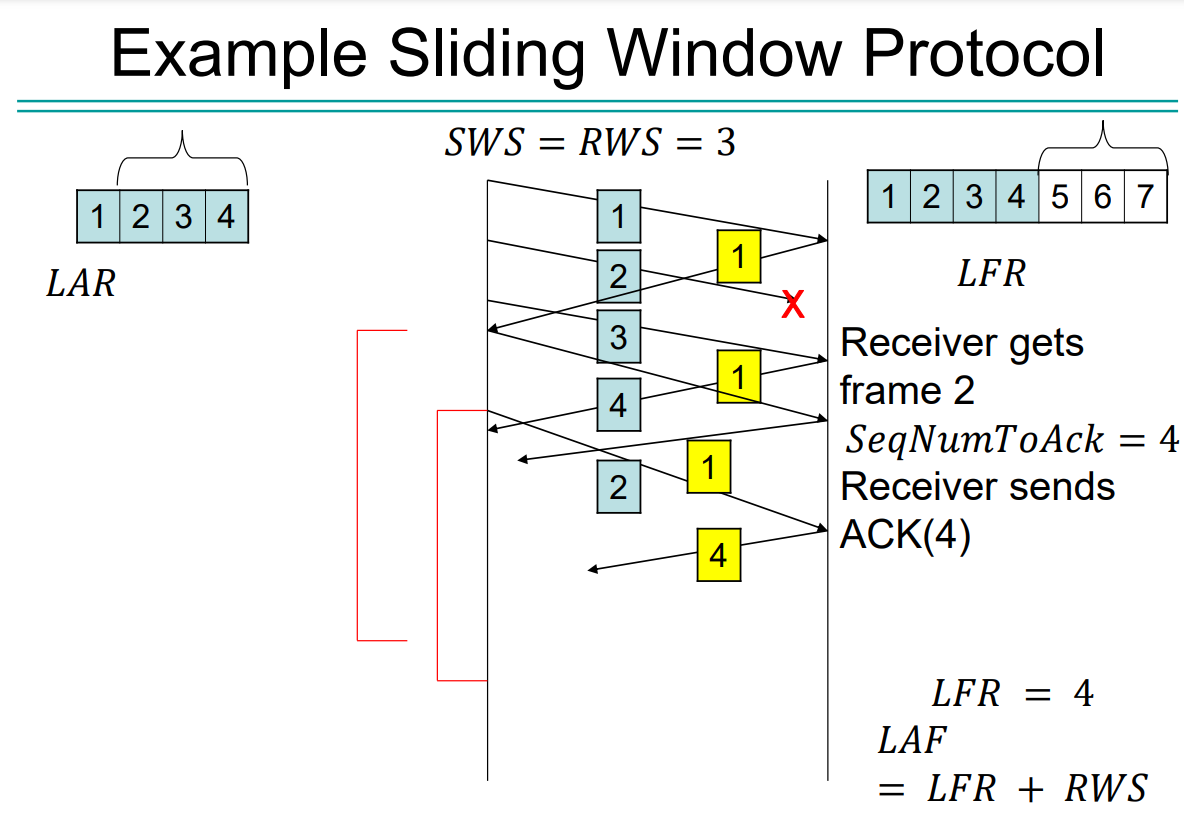 Example Sliding Window Protocol
SWS = RWS = 3
1 2 3 4
LAR
1 2 3 4 5 6 7
LFR
1
1
2
X
3
1
4
1
2
4
Receiver gets
frame 2
SeqNumToAck = 4
Receiver sends
ACK(4)
LFR = 4
LAF
= LFR + RWS